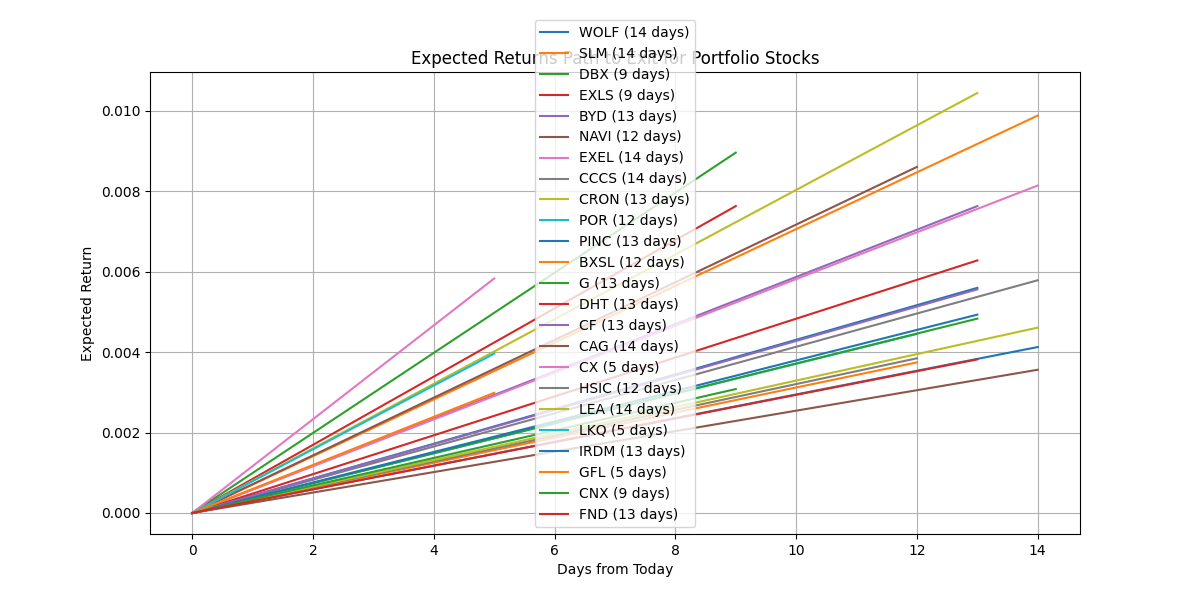 Expected Returns Path to Exit for Portfolio Stocks
WOLF (14 days)
SLM (14 days)
DBX (9 days)
EXLS (9 days)
BYD (13 days)
NAVI (12 days)
EXEL (14 days)
CCCS (14 days)
CRON (13 days)
POR (12 days)
PINC (13 days)
BXSL (12 days)
G (13 days)
DHT (13 days)
CF (13 days)
CAG (14 days)
CX (5 days)
HSIC (12 days)
LEA (14 days)
LKQ (5 days)
IRDM (13 days)
GFL (5 days)
CNX (9 days)
FND (13 days)
Expected Return
0.010
0.008
0.006
0.004
0.002
0.000
0 2 4 6 8 10 12 14
Days from Today